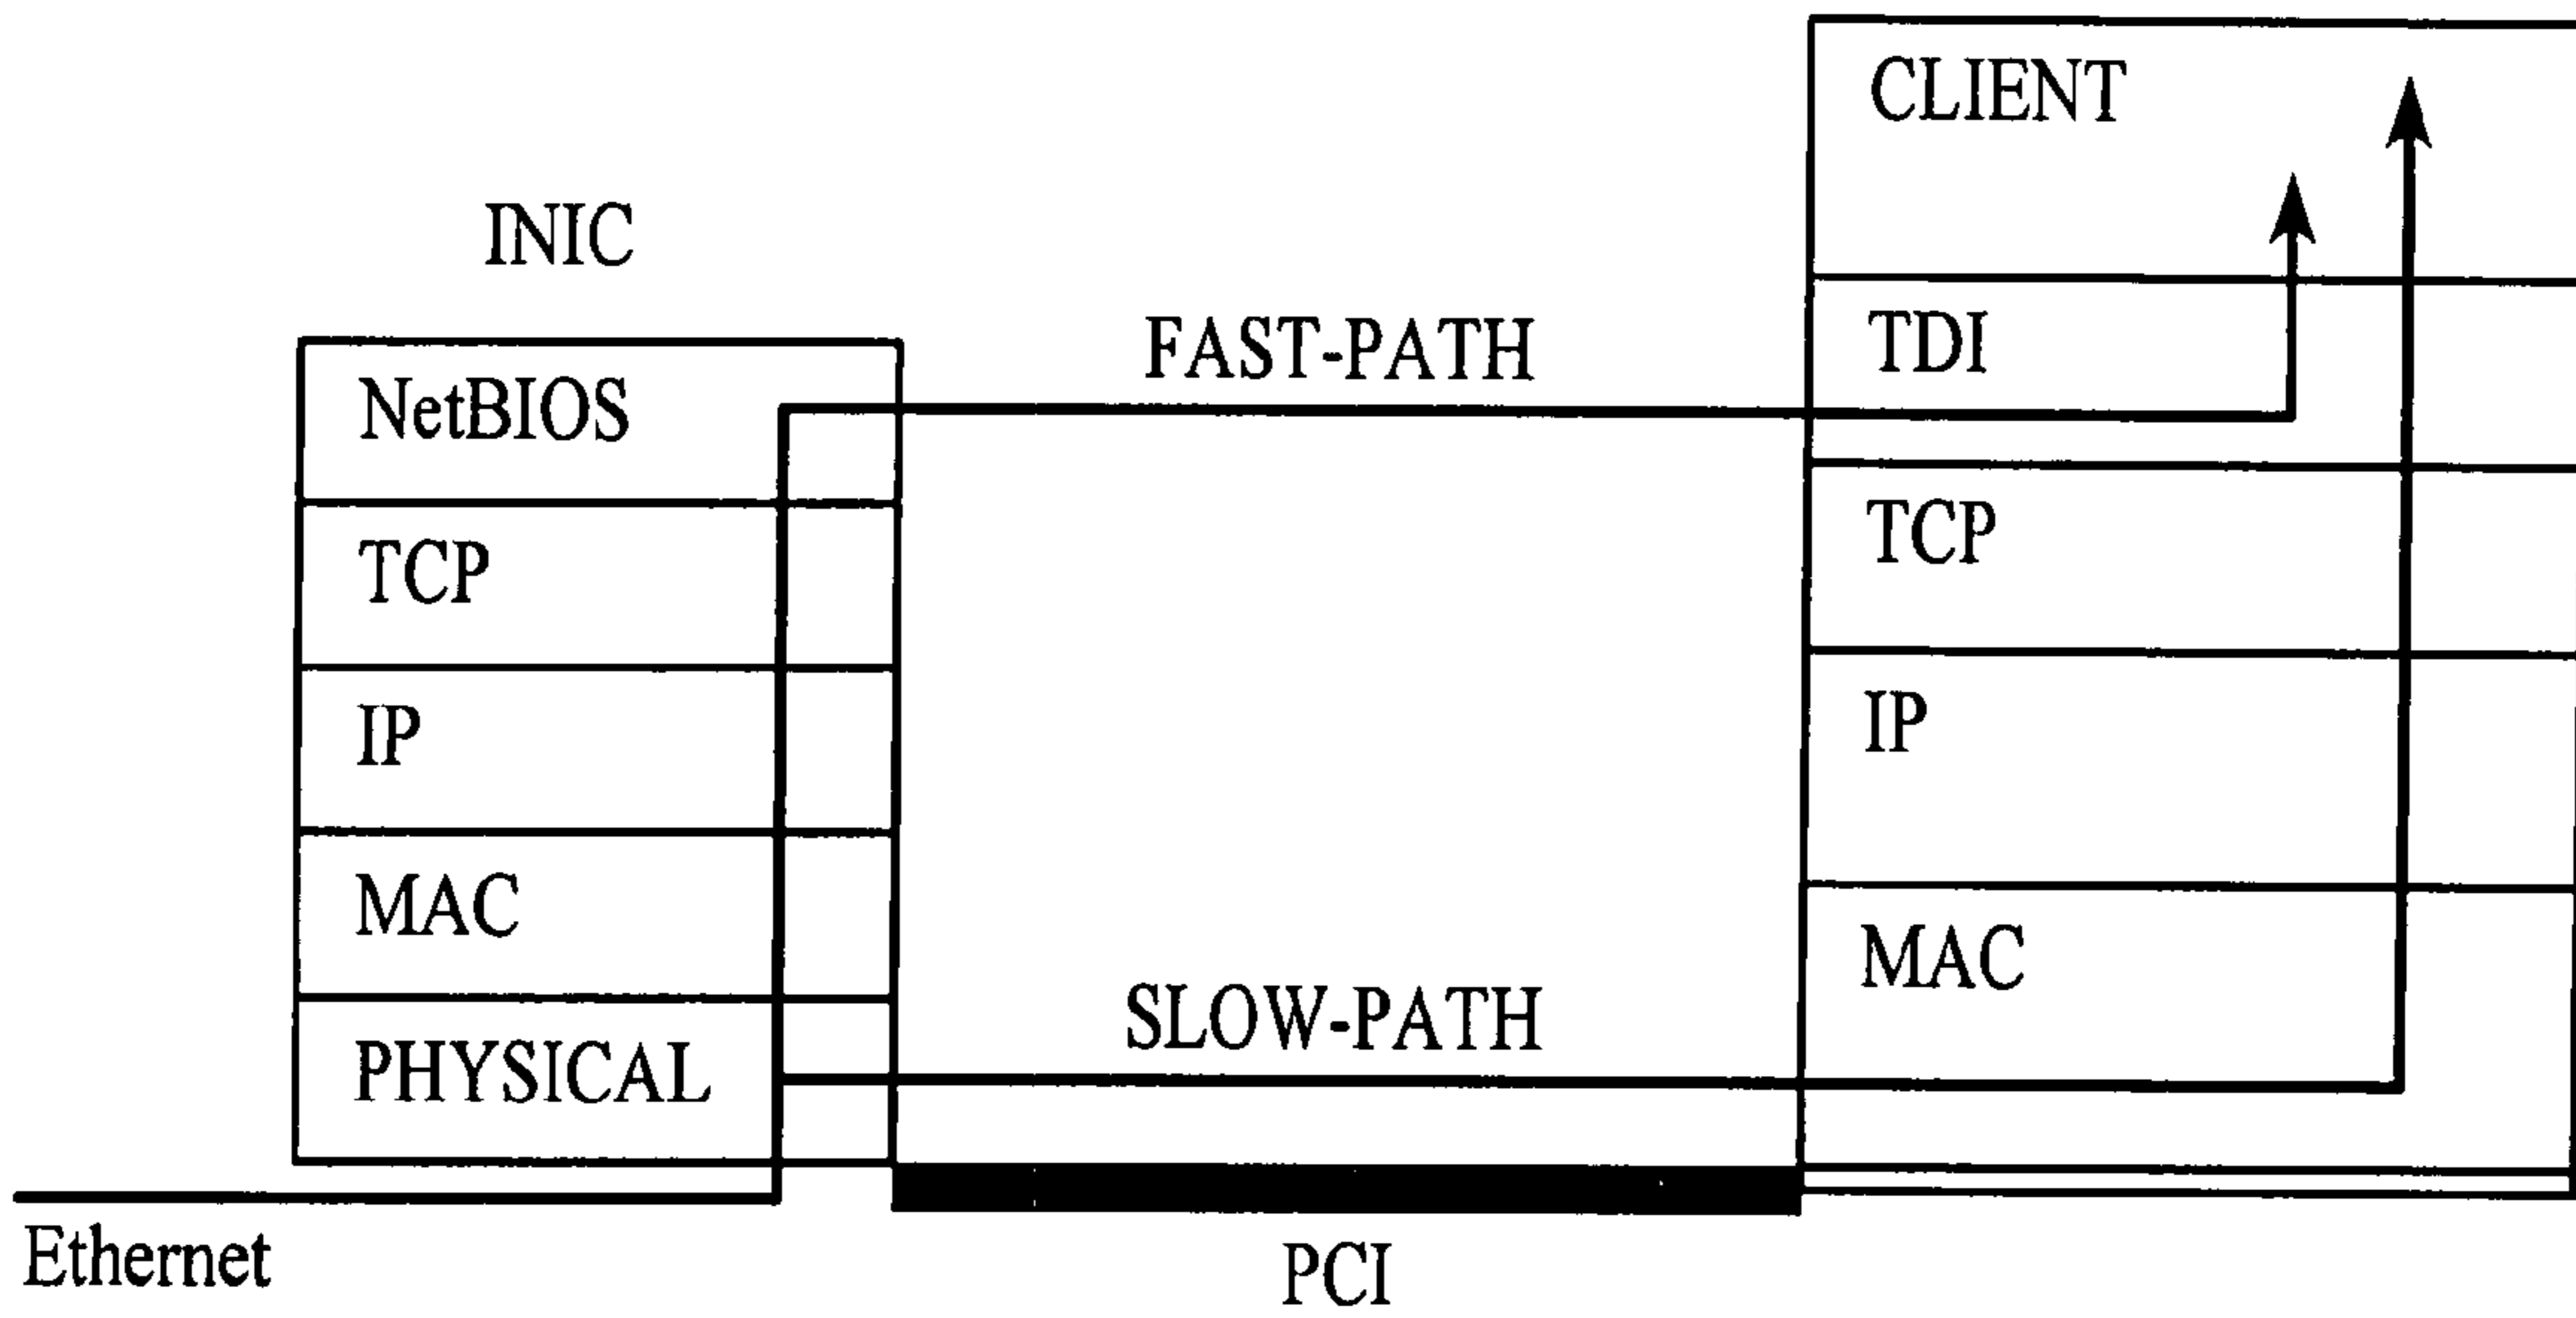 INIC
NetBIOS
TCP
IP
MAC
PHYSICAL
Ethernet
FAST-PATH
SLOW-PATH
PCI
CLIENT
TDI
TCP
IP
MAC